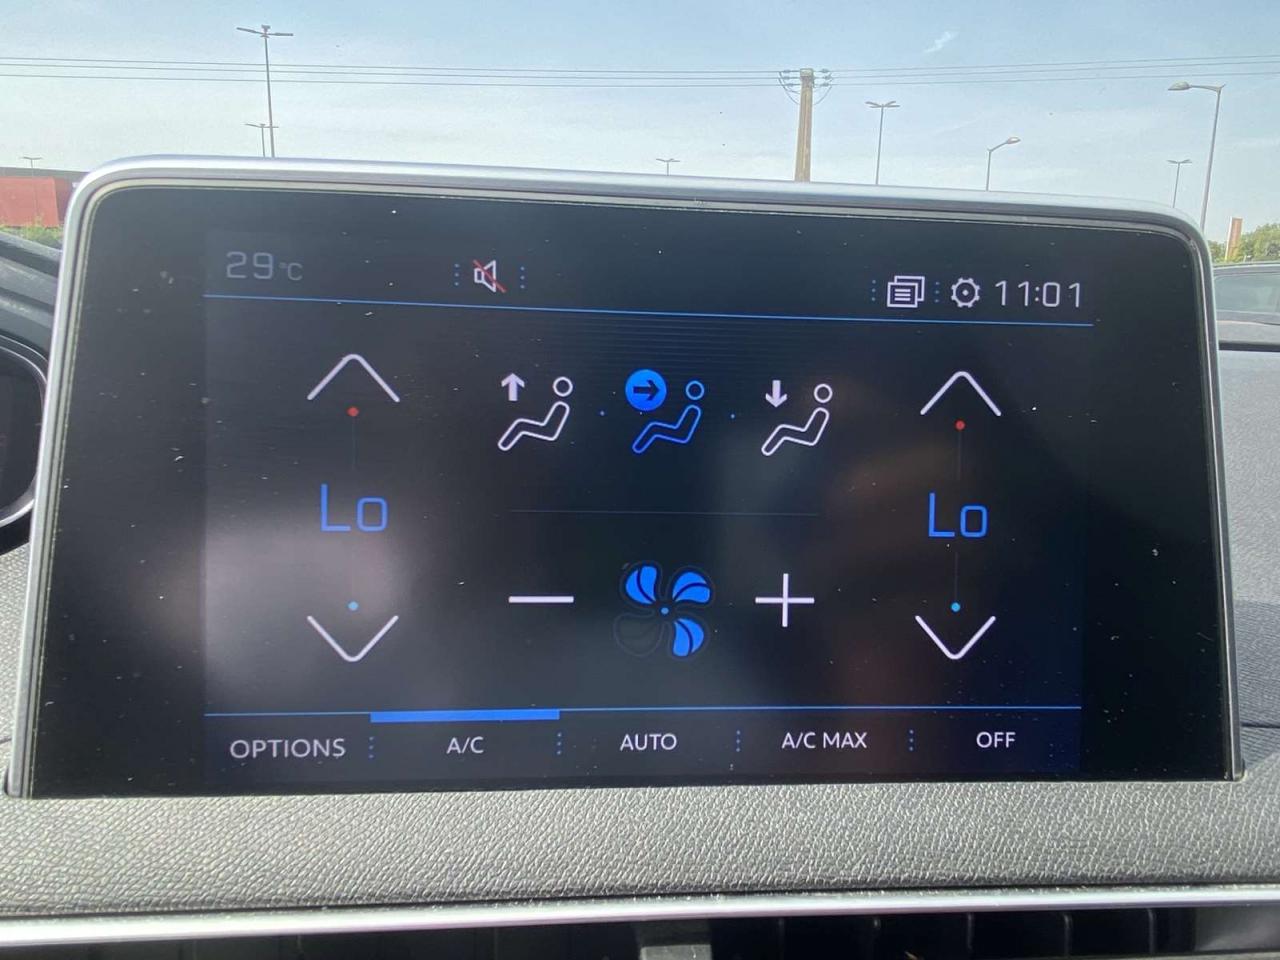 29°C 11:01
Lo Lo
OPTIONS A/C AUTO A/C MAX OFF